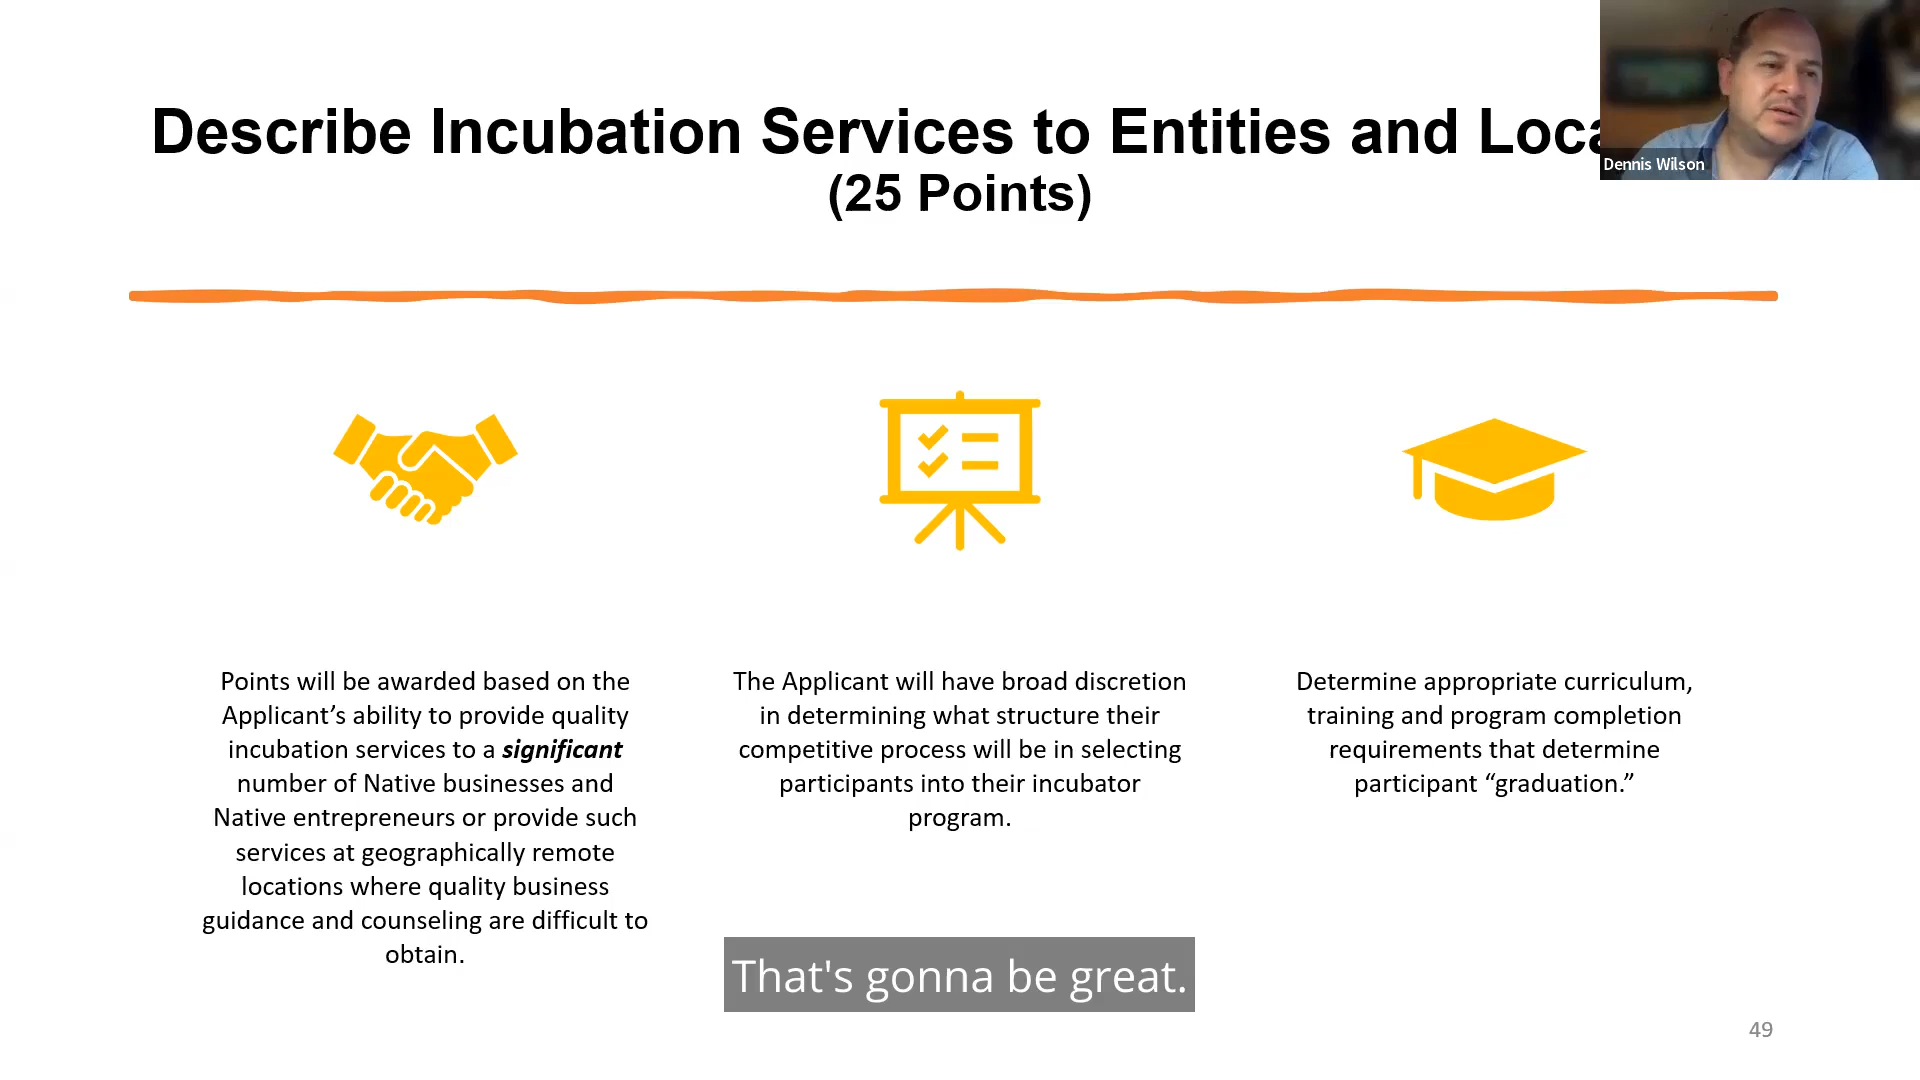 Describe Incubation Services to Entities and Loca
(25 Points)
Dennis Wilson
Points will be awarded based on the
Applicant’s ability to provide quality
incubation services to a significant
number of Native businesses and
Native entrepreneurs or provide such
services at geographically remote
locations where quality business
guidance and counseling are difficult to
obtain.
The Applicant will have broad discretion
in determining what structure their
competitive process will be in selecting
participants into their incubator
program.
Determine appropriate curriculum,
training and program completion
requirements that determine
participant “graduation.”
That's gonna be great.
49